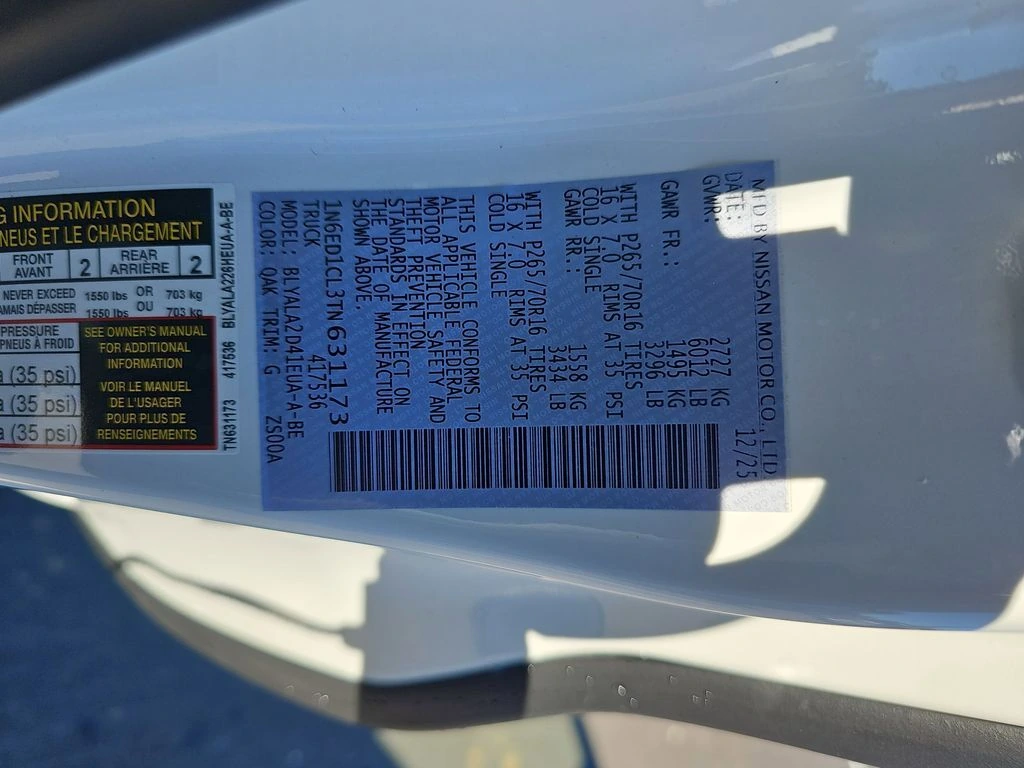 G INFORMATION
NEUS ET LE CHARGEMENT
FRONT
AVANT
2
REAR
ARRIÈRE
2
NEVER EXCEED 1550 lbs OR 703 kg
AMAIS DÉPASSER 1550 lbs OU 703 kg
PRESSURE
PNEUS À FROID
a (35 psi)
a (35 psi)
a (35 psi)
SEE OWNER'S MANUAL
FOR ADDITIONAL
INFORMATION
VOIR LE MANUEL
DE L'USAGER
POUR PLUS DE
RENSEIGNEMENTS
TN631173 417536 BLYALA226HEUA-A-BE
MFD BY NISSAN MOTOR CO., LTD
DATE: 12/25
GVWR: 2727 KG
6012 LB
GAWR FR.: 1495 KG
3296 LB
WITH P265/70R16 TIRES
16 X 7.0 RIMS AT 35 PSI
COLD SINGLE
GAWR RR.: 1558 KG
3434 LB
WITH P265/70R16 TIRES
16 X 7.0 RIMS AT 35 PSI
COLD SINGLE
THIS VEHICLE CONFORMS TO
ALL APPLICABLE FEDERAL
MOTOR VEHICLE SAFETY AND
THEFT PREVENTION
STANDARDS IN EFFECT ON
THE DATE OF MANUFACTURE
SHOWN ABOVE.
1N6ED1CL3TN631173
TRUCK 417536
MODEL: BLYALA2D41EUA-A-BE
COLOR: QAK TRIM: G Z900A